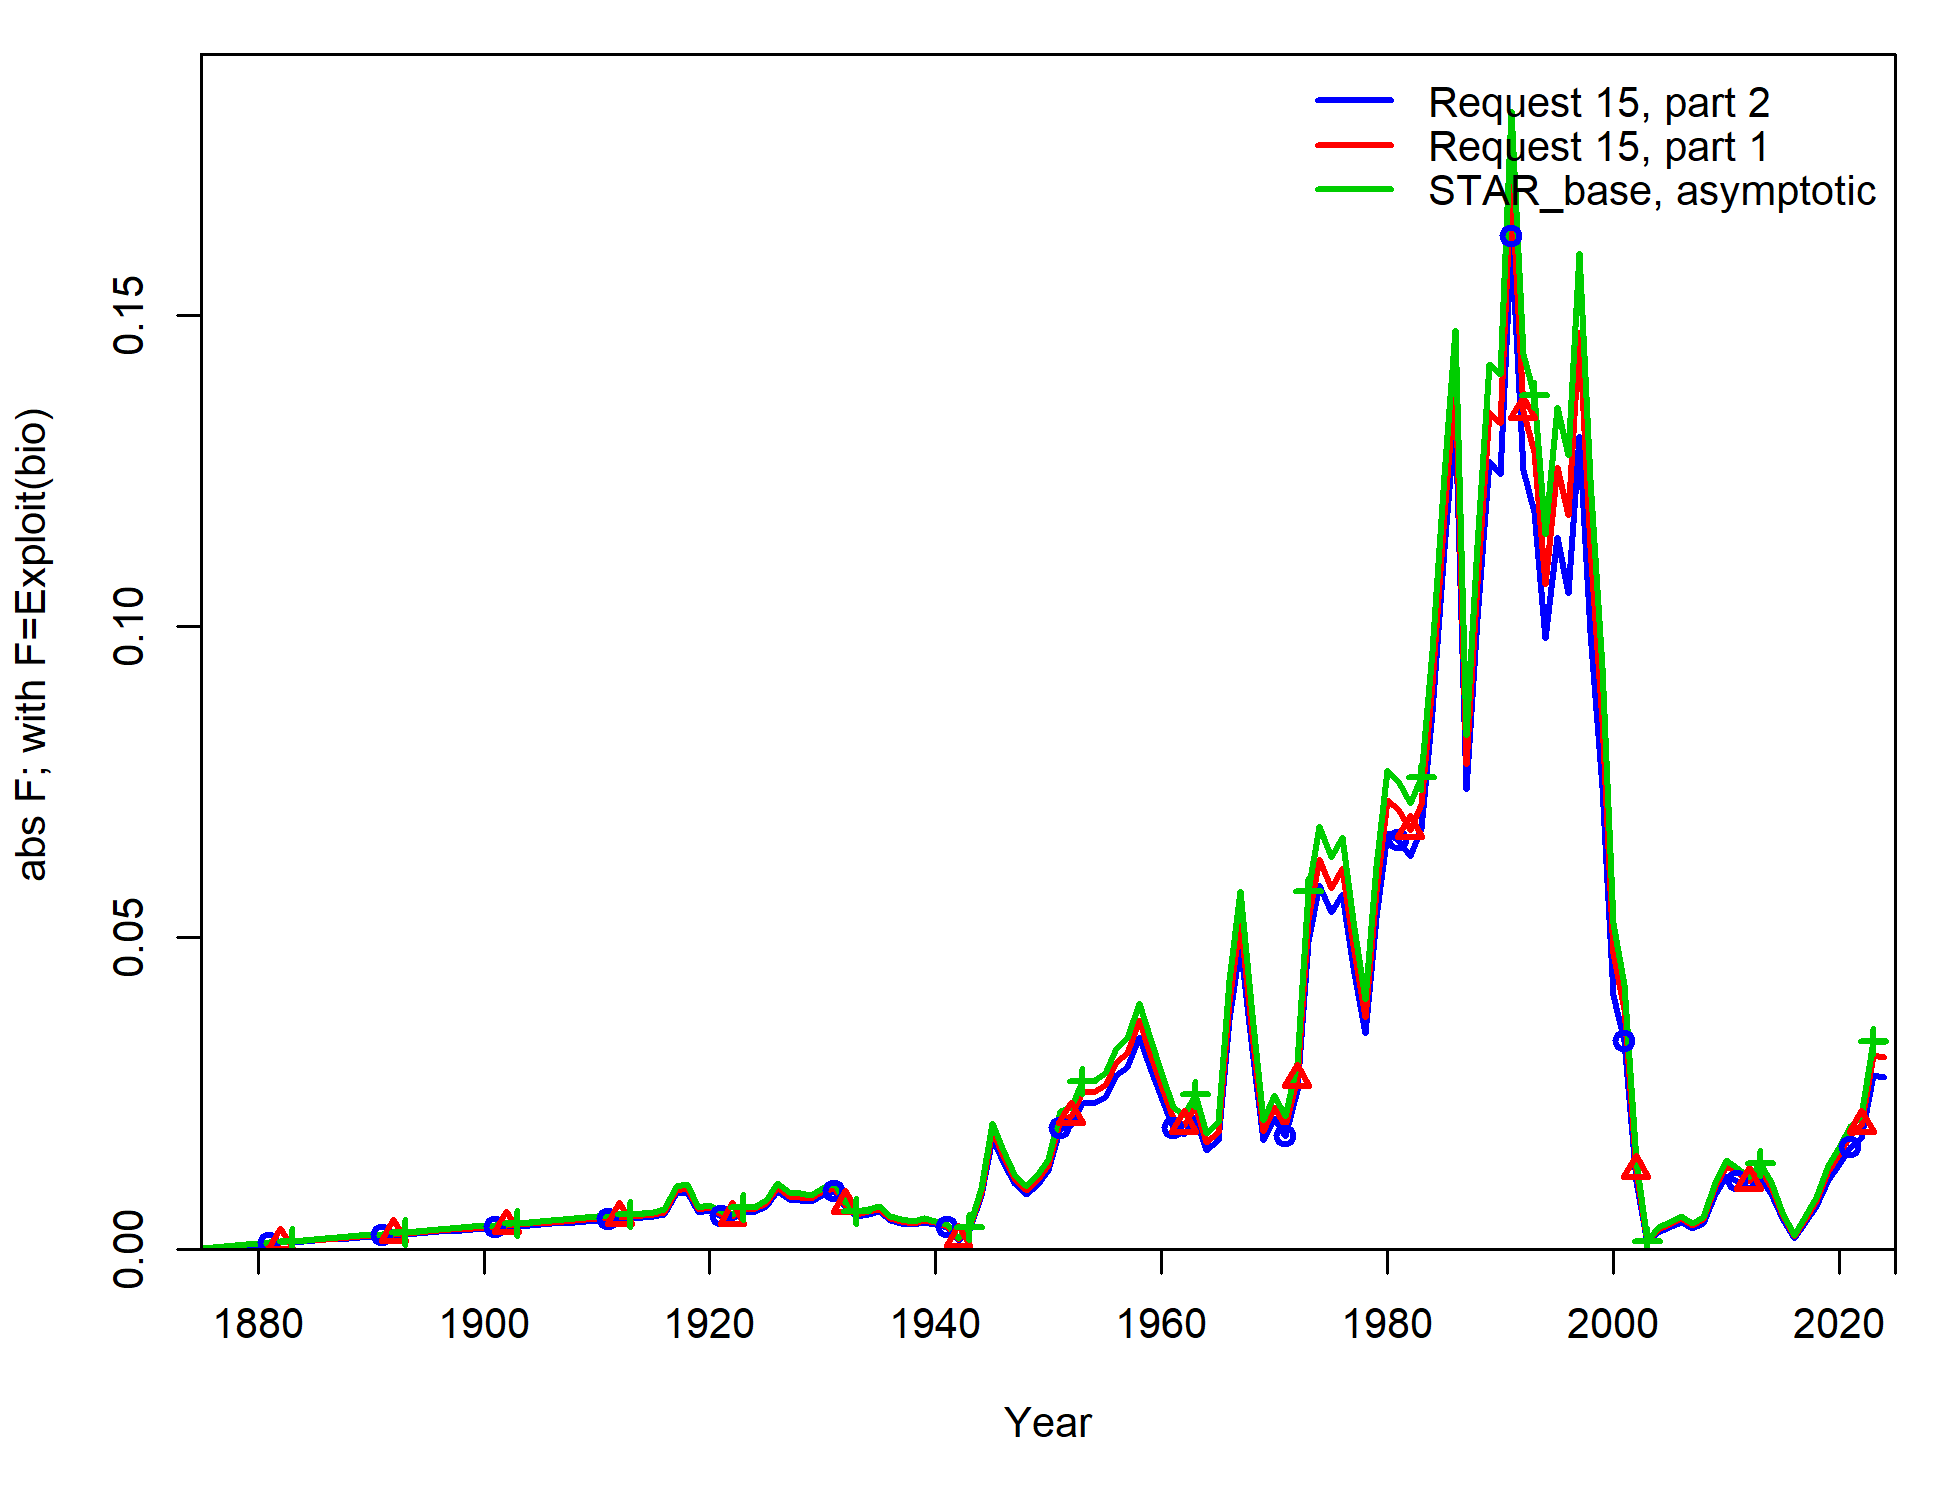 Request 15, part 2
Request 15, part 1
STAR_base, asymptotic
abs F; with F=Exploit(bio)
0.15
0.10
0.05
0.00
1880 1900 1920 1940 1960 1980 2000 2020
Year